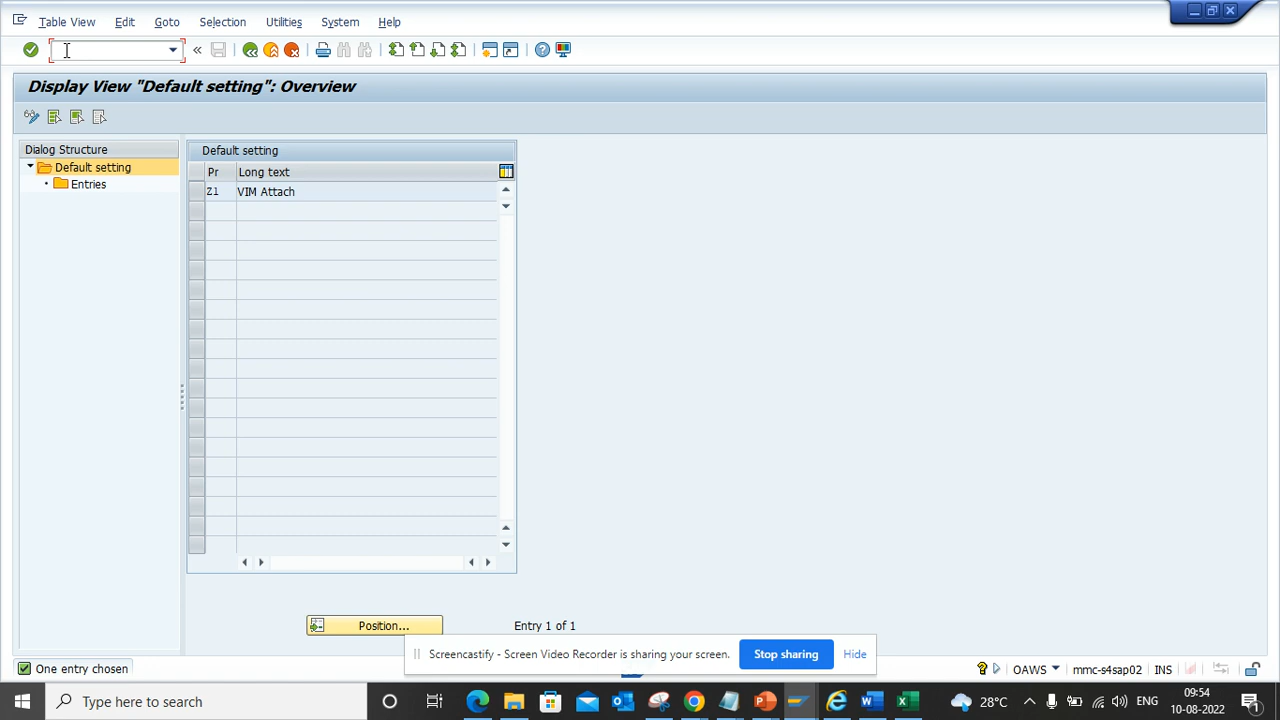 Table View Edit Goto Selection Utilities System Help
Display View "Default setting": Overview
Dialog Structure
Default setting
Entries
Default setting
Pr Long text
Z1 VIM Attach
Position...
Entry 1 of 1
Screencastify - Screen Video Recorder is sharing your screen. Stop sharing Hide
One entry chosen
OAWS mmc-s4sap02 INS
Type here to search
28°C ENG
09:54
10-08-2022